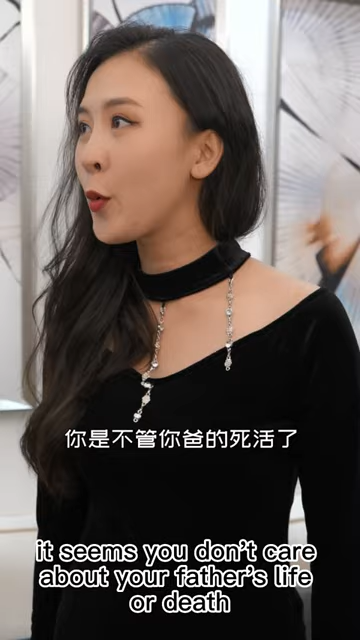 你是不管你爸的死活了
it seems you don't care
about your father's life
or death